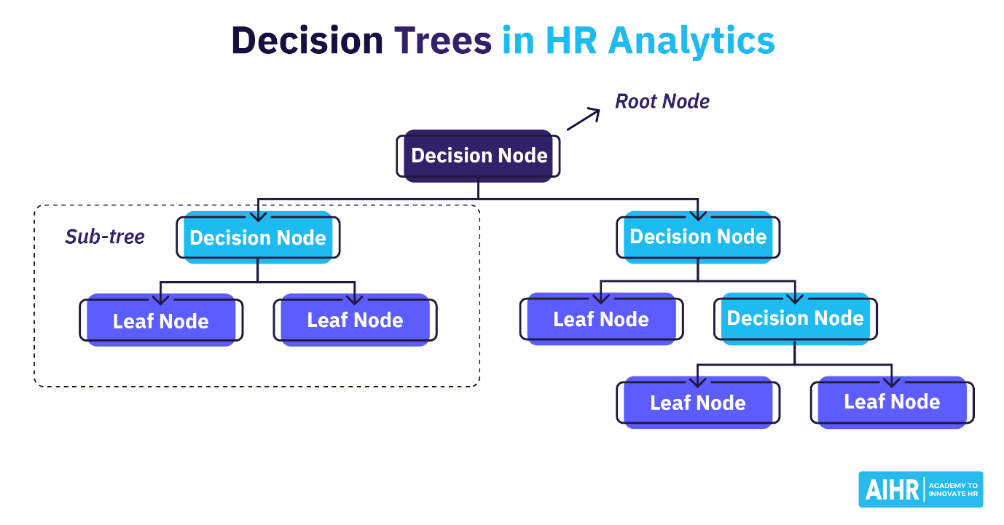 Decision Trees in HR Analytics
Root Node
Decision Node
Sub-tree
Decision Node
Decision Node
Leaf Node
Leaf Node
Leaf Node
Decision Node
Leaf Node
Leaf Node
AIHR
ACADEMY TO
INNOVATE HR